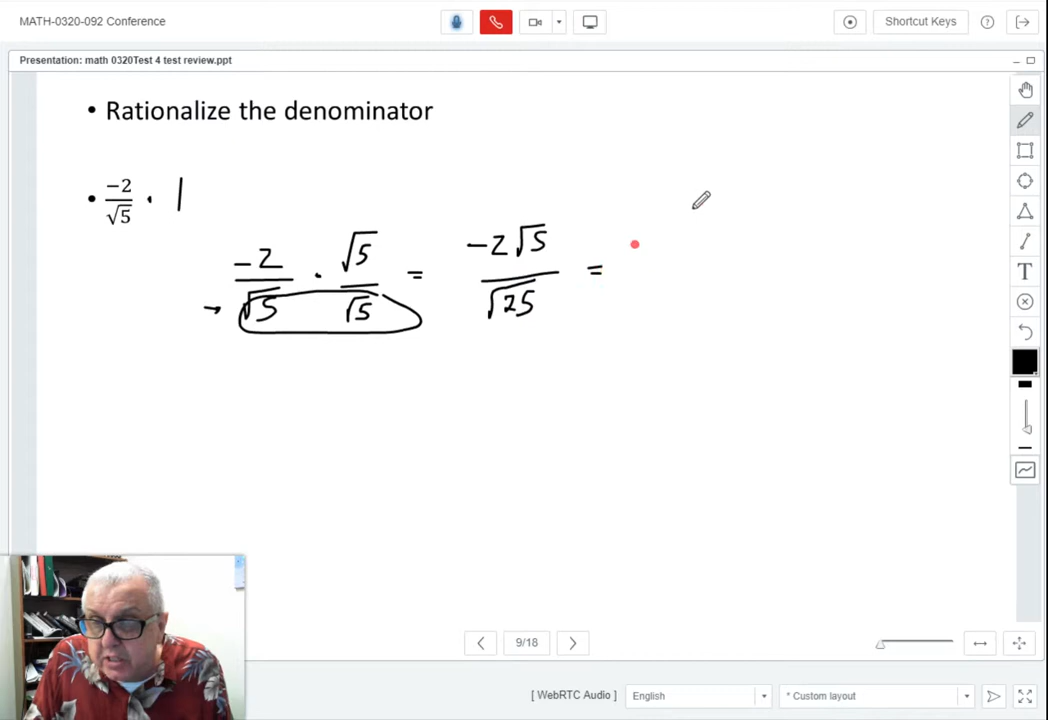 MATH-0320-092 Conference
Shortcut Keys
Presentation: math 0320Test 4 test review.ppt
• Rationalize the denominator
• −2/√5 · 1
−2/√5 · √5/√5 = −2√5/√25 =
T
9/18
[ WebRTC Audio ] English * Custom layout